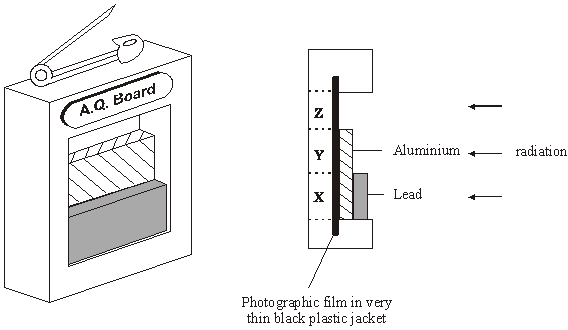 A.Q. Board
Z
Y
X
Aluminium
radiation
Lead
Photographic film in very
thin black plastic jacket